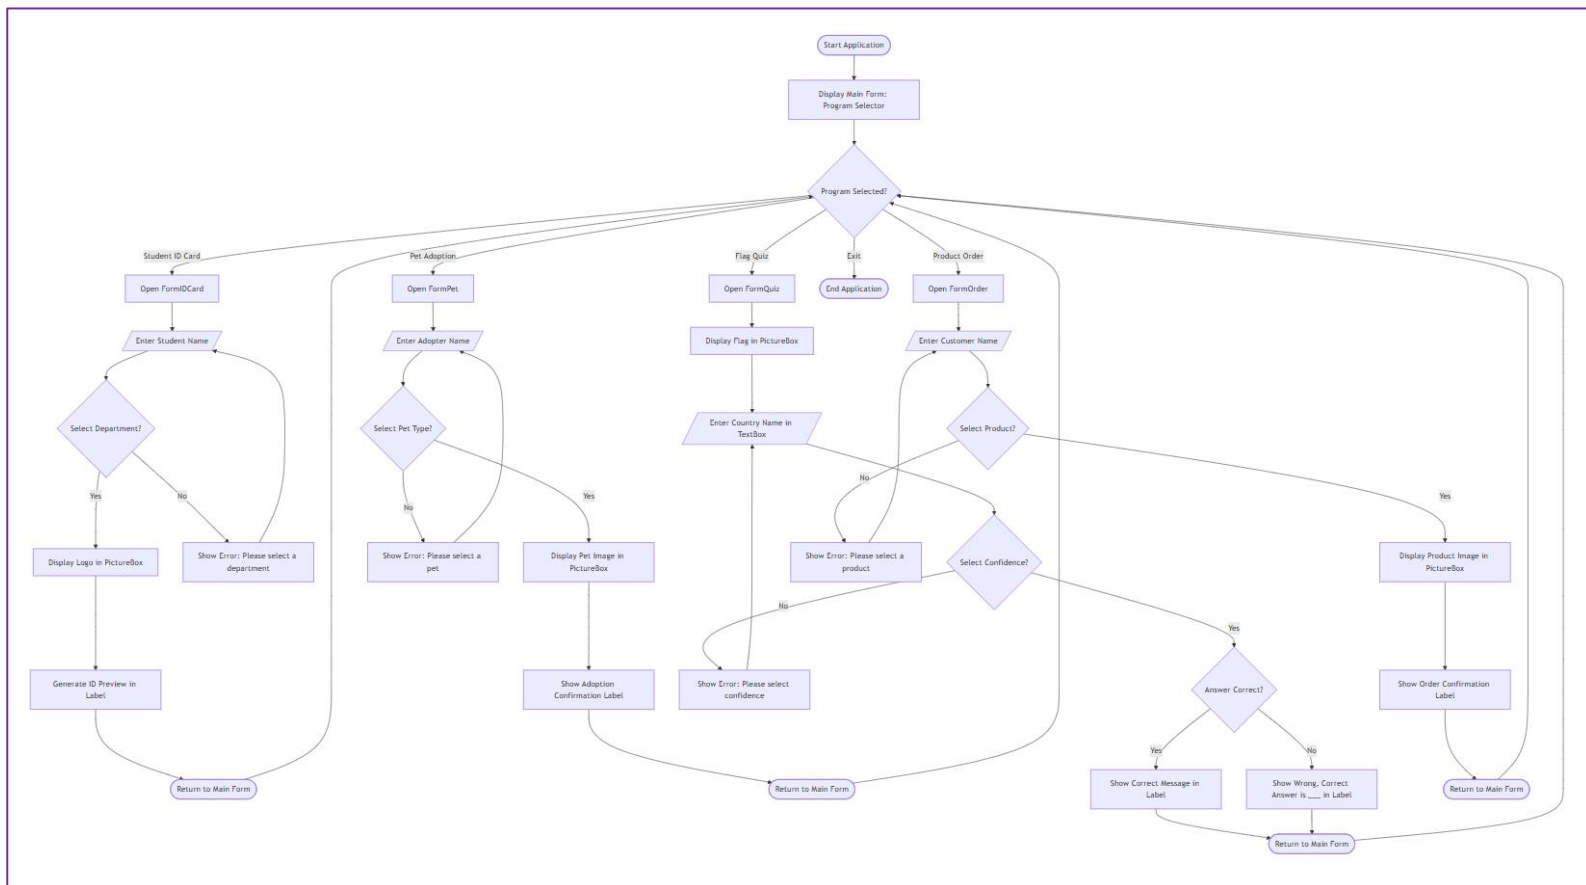 Start Application
Display Main Form:
Program Selector
Program Selected?
Student ID Card
Pet Adoption
Flag Quiz
Exit
Product Order
Open FormIDCard
Open FormPet
Open FormQuiz
End Application
Open FormOrder
Enter Student Name
Enter Adopter Name
Display Flag in PictureBox
Enter Customer Name
Select Department?
Select Pet Type?
Enter Country Name in
TextBox
Select Product?
Yes
No
No
Yes
No
Yes
Display Logo in PictureBox
Show Error: Please select a
department
Show Error: Please select a
pet
Display Pet Image in
PictureBox
Show Error: Please select a
product
Select Confidence?
Display Product Image in
PictureBox
No
Yes
Generate ID Preview in
Label
Show Adoption
Confirmation Label
Show Error: Please select
confidence
Answer Correct?
Show Order Confirmation
Label
Yes
No
Return to Main Form
Return to Main Form
Show Correct Message in
Label
Show Wrong, Correct
Answer is ___ in Label
Return to Main Form
Return to Main Form